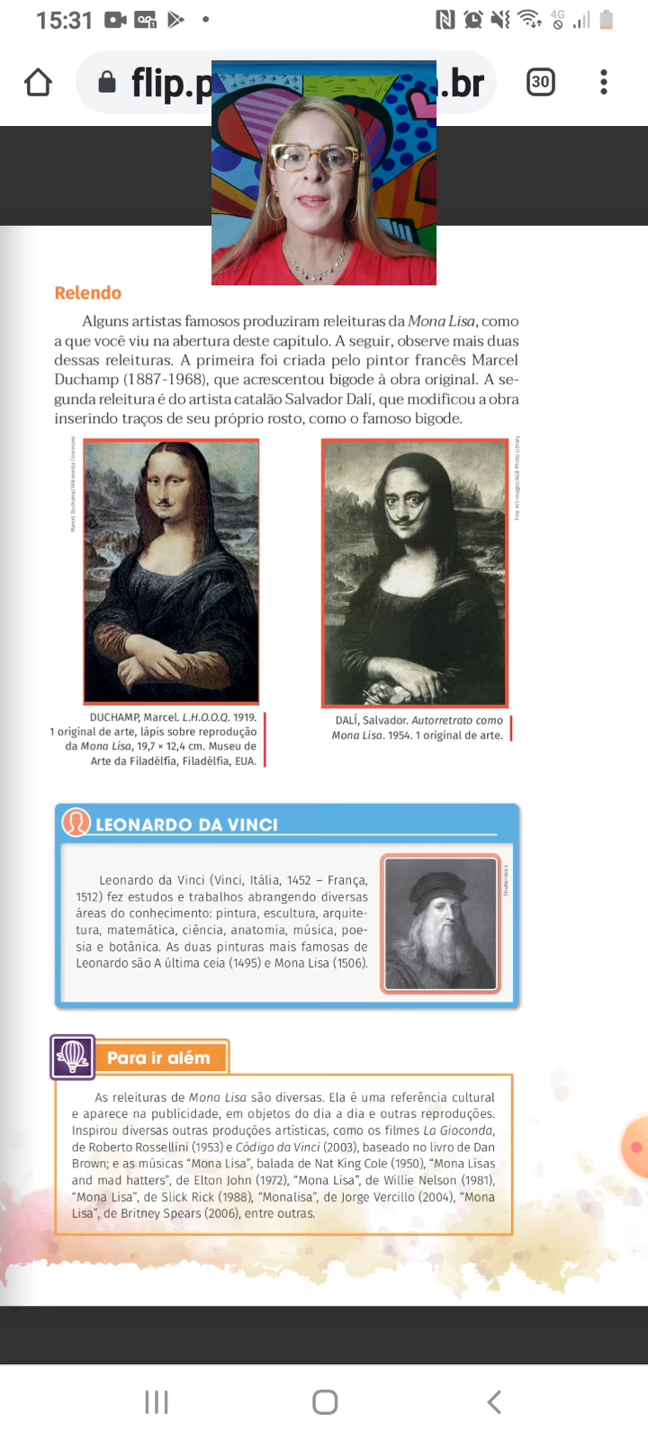 15:31
4G
flip.p
.br
30
Relendo
Alguns artistas famosos produziram releituras da Mona Lisa, como
a que você viu na abertura deste capítulo. A seguir, observe mais duas
dessas releituras. A primeira foi criada pelo pintor francês Marcel
Duchamp (1887-1968), que acrescentou bigode à obra original. A se-
gunda releitura é do artista catalão Salvador Dalí, que modificou a obra
inserindo traços de seu próprio rosto, como o famoso bigode.
Marcel Duchamp/Wikimedia Commons
Fine Art Images/AGB Photo Library
DUCHAMP, Marcel. L.H.O.O.Q. 1919.
1 original de arte, lápis sobre reprodução
da Mona Lisa, 19,7 × 12,4 cm. Museu de
Arte da Filadélfia, Filadélfia, EUA.
DALÍ, Salvador. Autorretrato como
Mona Lisa. 1954. 1 original de arte.
LEONARDO DA VINCI
Leonardo da Vinci (Vinci, Itália, 1452 – França,
1512) fez estudos e trabalhos abrangendo diversas
áreas do conhecimento: pintura, escultura, arquite-
tura, matemática, ciência, anatomia, música, poe-
sia e botânica. As duas pinturas mais famosas de
Leonardo são A última ceia (1495) e Mona Lisa (1506).
Shutterstock
Para ir além
As releituras de Mona Lisa são diversas. Ela é uma referência cultural
e aparece na publicidade, em objetos do dia a dia e outras reproduções.
Inspirou diversas outras produções artísticas, como os filmes La Gioconda,
de Roberto Rossellini (1953) e Código da Vinci (2003), baseado no livro de Dan
Brown; e as músicas “Mona Lisa”, balada de Nat King Cole (1950), “Mona Lisas
and mad hatters”, de Elton John (1972), “Mona Lisa”, de Willie Nelson (1981),
“Mona Lisa”, de Slick Rick (1988), “Monalisa”, de Jorge Vercillo (2004), “Mona
Lisa”, de Britney Spears (2006), entre outras.